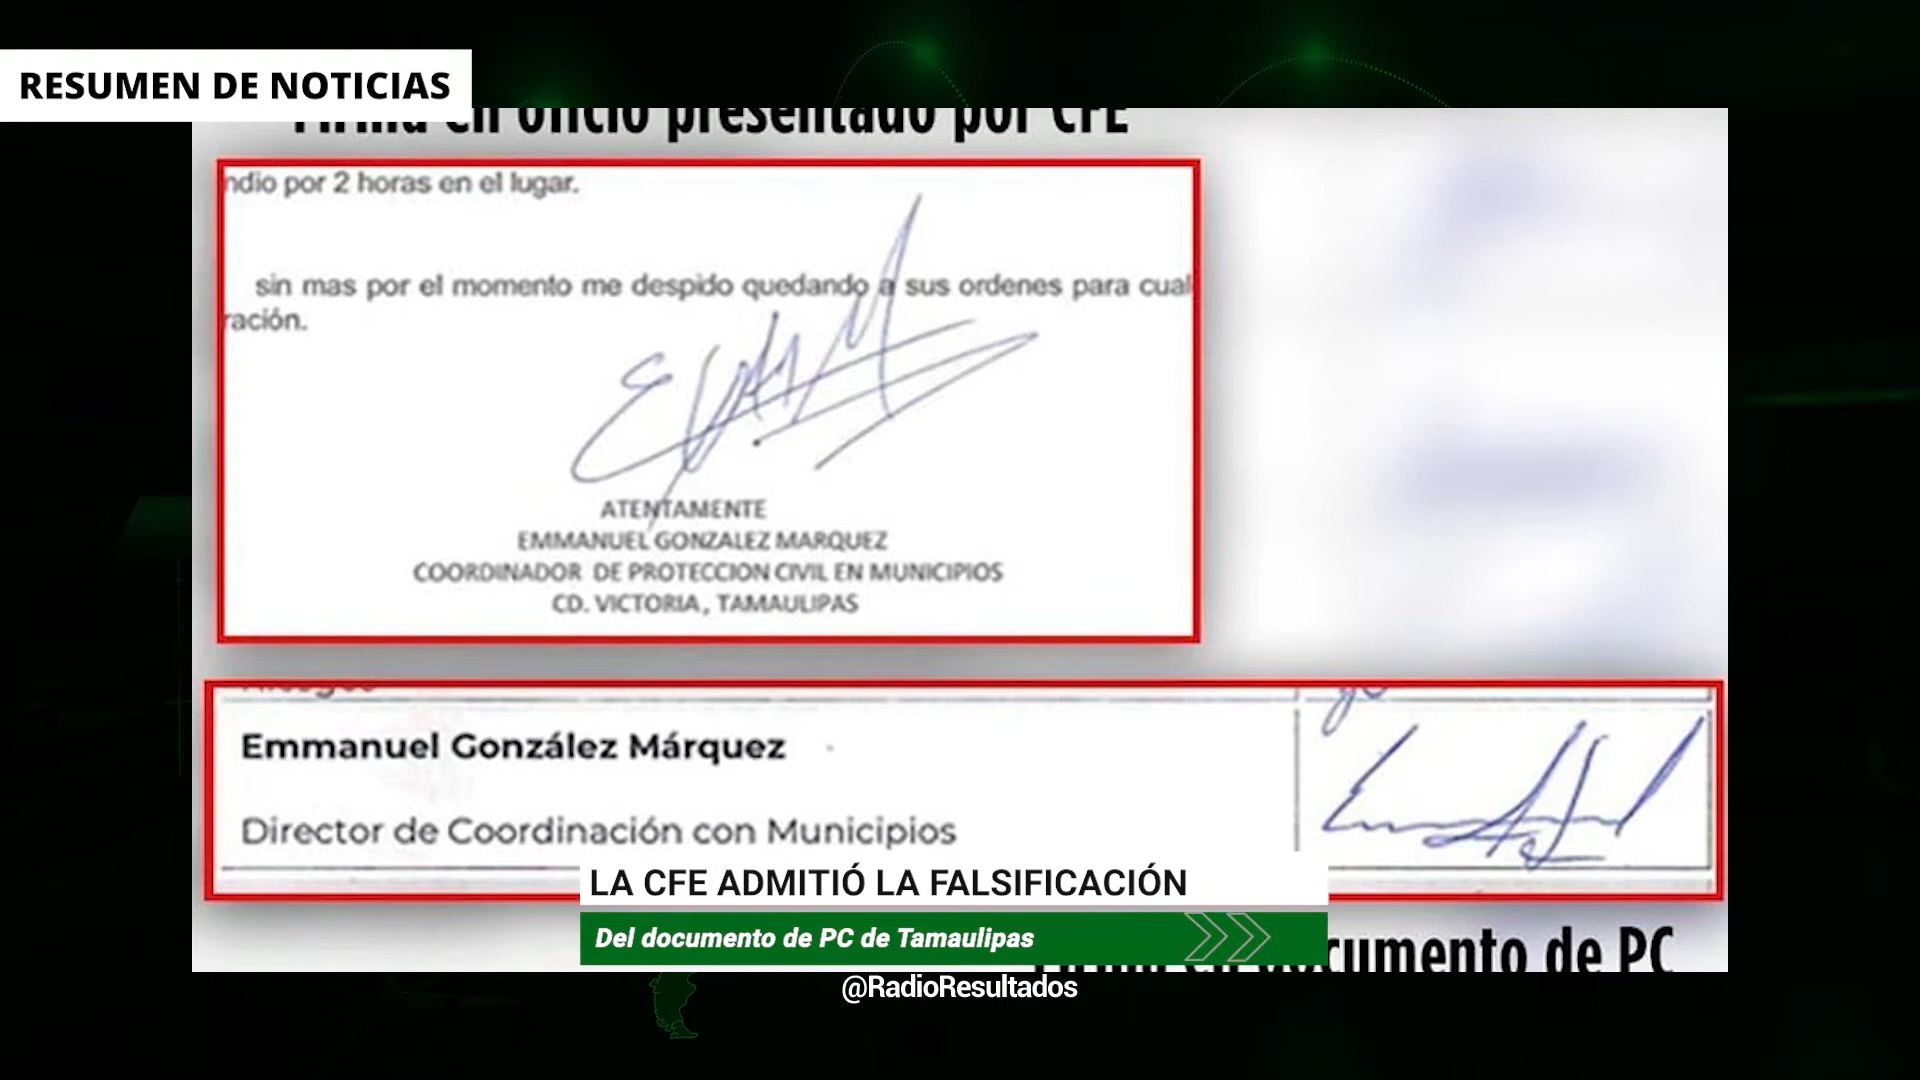 RESUMEN DE NOTICIAS
Firma en oficio presentado por CFE
ndio por 2 horas en el lugar.
sin mas por el momento me despido quedando a sus ordenes para cual
ración.
ATENTAMENTE
EMMANUEL GONZALEZ MARQUEZ
COORDINADOR DE PROTECCION CIVIL EN MUNICIPIOS
CD. VICTORIA, TAMAULIPAS
Emmanuel González Márquez
Director de Coordinación con Municipios
LA CFE ADMITIÓ LA FALSIFICACIÓN
Del documento de PC de Tamaulipas
cumento de PC
@RadioResultados